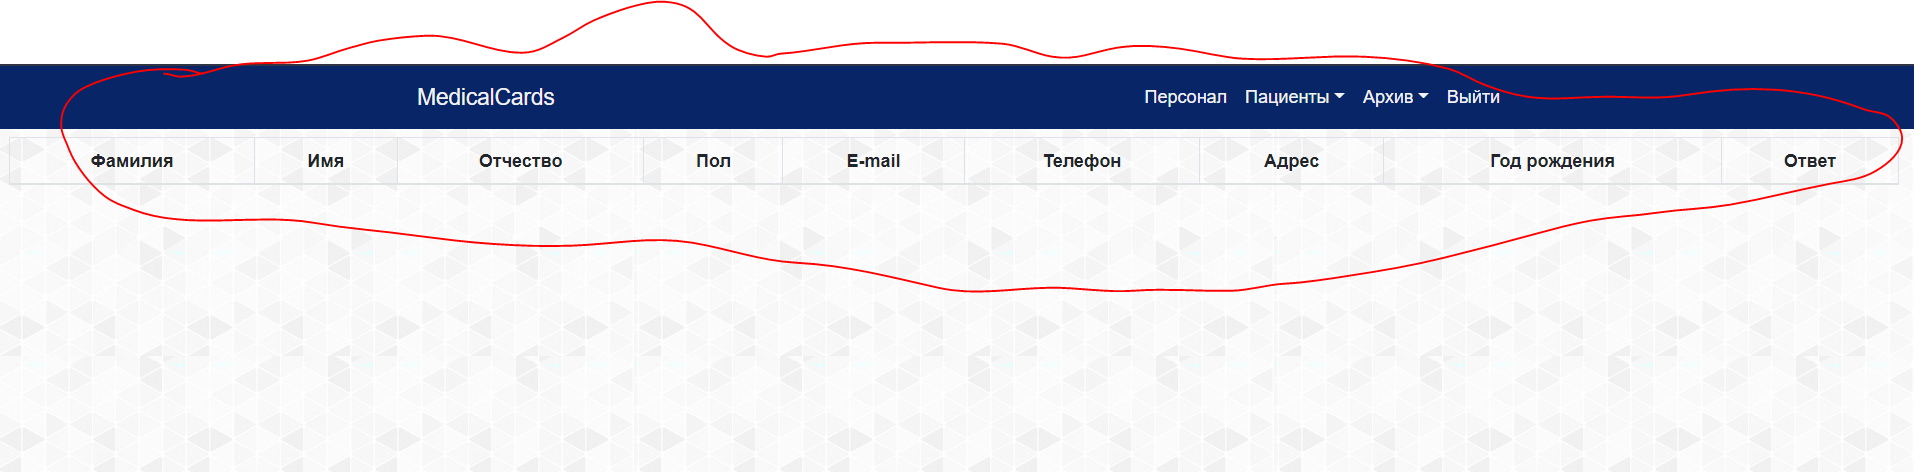 MedicalCards Персонал Пациенты Архив Выйти
Фамилия Имя Отчество Пол E-mail Телефон Адрес Год рождения Ответ